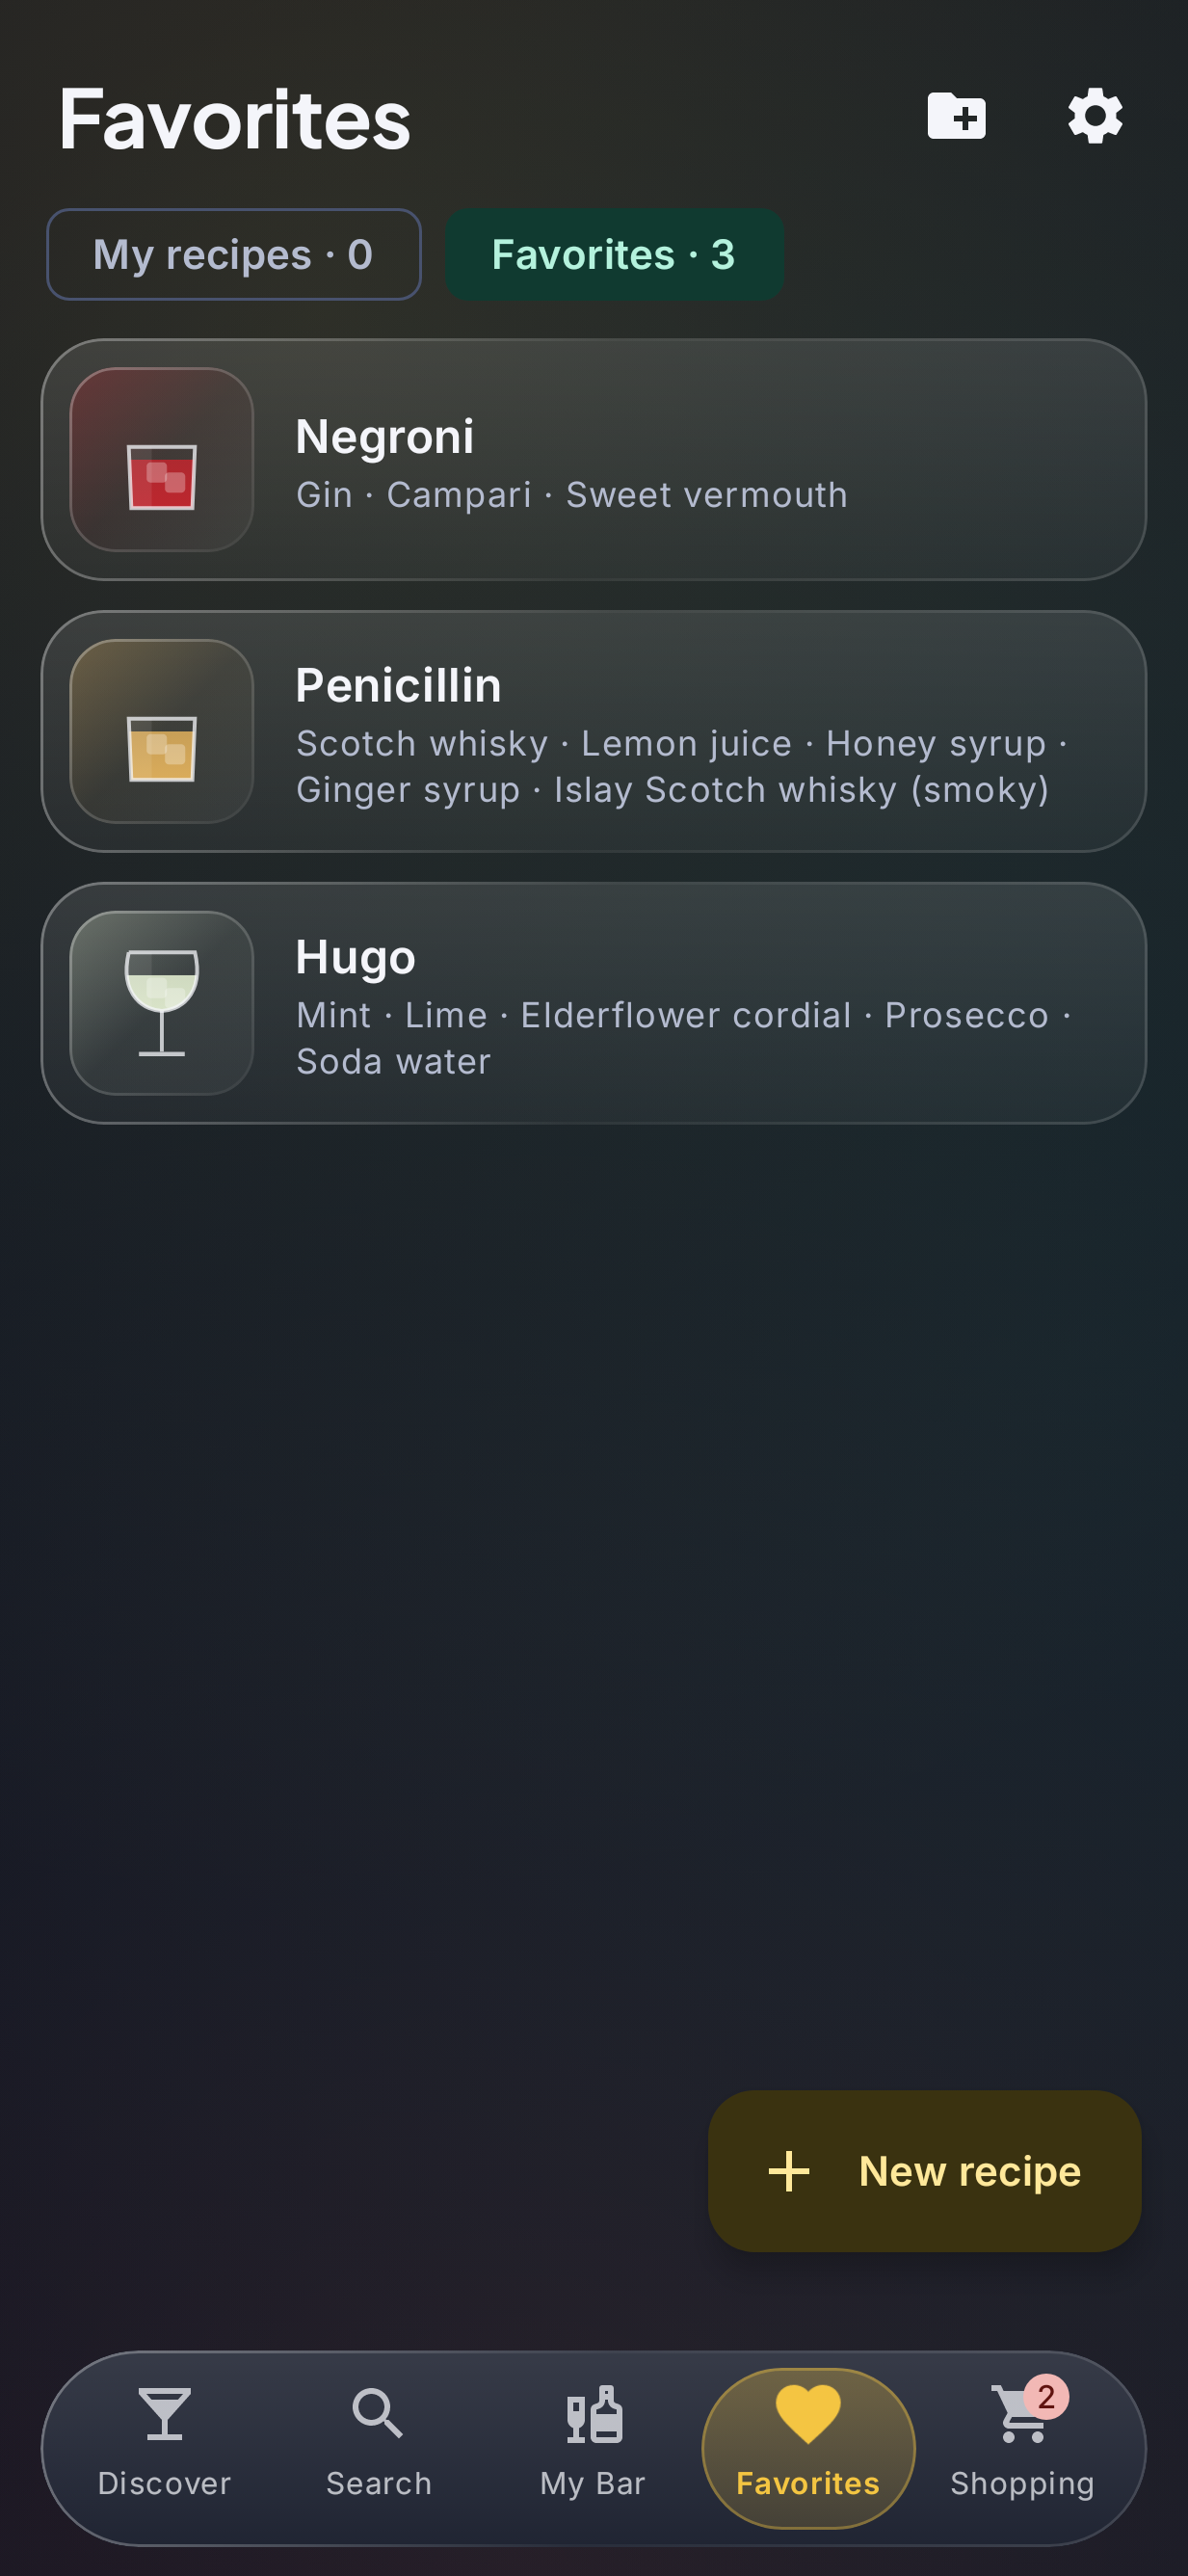 Favorites
My recipes · 0
Favorites · 3
Negroni
Gin · Campari · Sweet vermouth
Penicillin
Scotch whisky · Lemon juice · Honey syrup ·
Ginger syrup · Islay Scotch whisky (smoky)
Hugo
Mint · Lime · Elderflower cordial · Prosecco ·
Soda water
New recipe
2
Discover
Search
My Bar
Favorites
Shopping